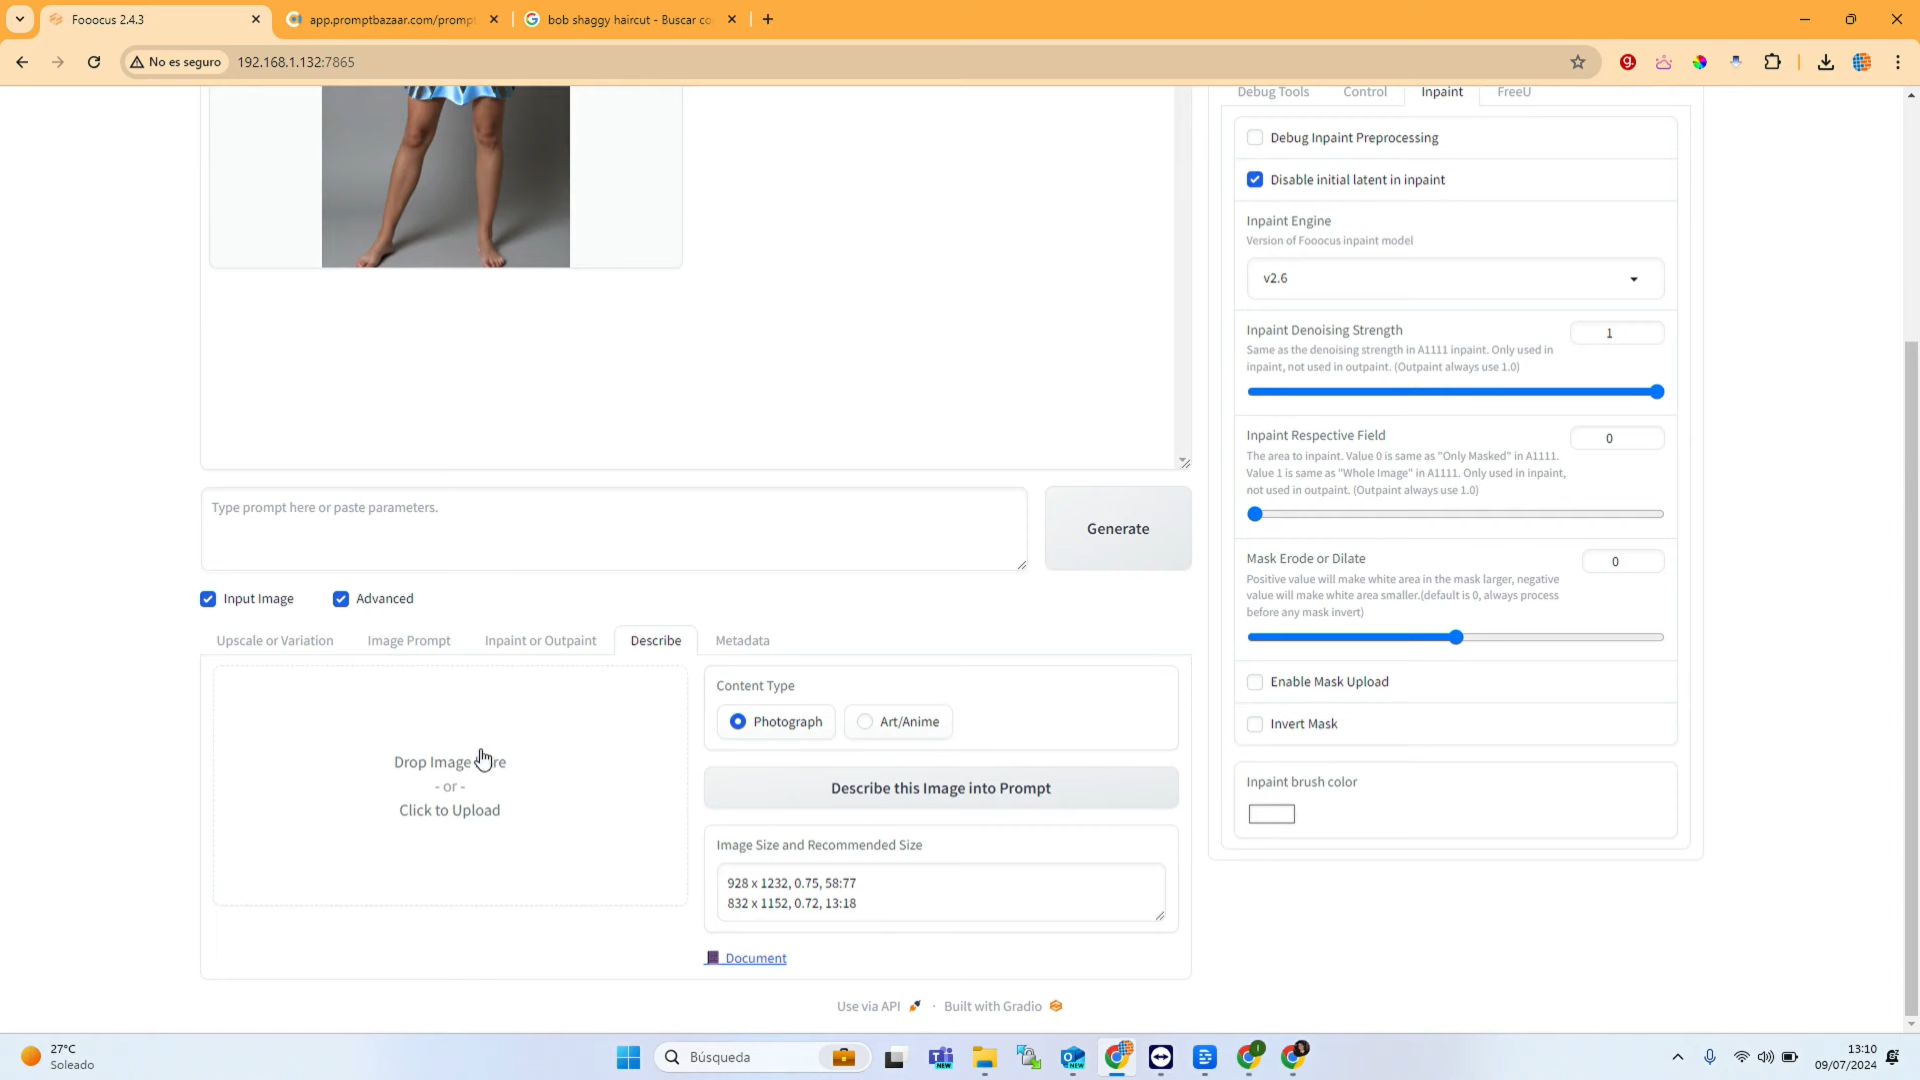 Fooocus 2.4.3
app.promptbazaar.com/prompt
bob shaggy haircut - Buscar co
No es seguro
192.168.1.132:7865
Debug Tools
Control
Inpaint
FreeU
Debug Inpaint Preprocessing
Disable initial latent in inpaint
Inpaint Engine
Version of Fooocus inpaint model
v2.6
Inpaint Denoising Strength
1
Same as the denoising strength in A1111 inpaint. Only used in
inpaint, not used in outpaint. (Outpaint always use 1.0)
Inpaint Respective Field
0
The area to inpaint. Value 0 is same as "Only Masked" in A1111.
Value 1 is same as "Whole Image" in A1111. Only used in inpaint,
not used in outpaint. (Outpaint always use 1.0)
Mask Erode or Dilate
0
Positive value will make white area in the mask larger, negative
value will make white area smaller.(default is 0, always process
before any mask invert)
Enable Mask Upload
Invert Mask
Inpaint brush color
Type prompt here or paste parameters.
Generate
Input Image
Advanced
Upscale or Variation
Image Prompt
Inpaint or Outpaint
Describe
Metadata
Drop Image re
- or -
Click to Upload
Content Type
Photograph
Art/Anime
Describe this Image into Prompt
Image Size and Recommended Size
928 x 1232, 0.75, 58:77
832 x 1152, 0.72, 13:18
Document
Use via API
·
Built with Gradio
27°C
Soleado
Búsqueda
NEW
NEW
13:10
09/07/2024